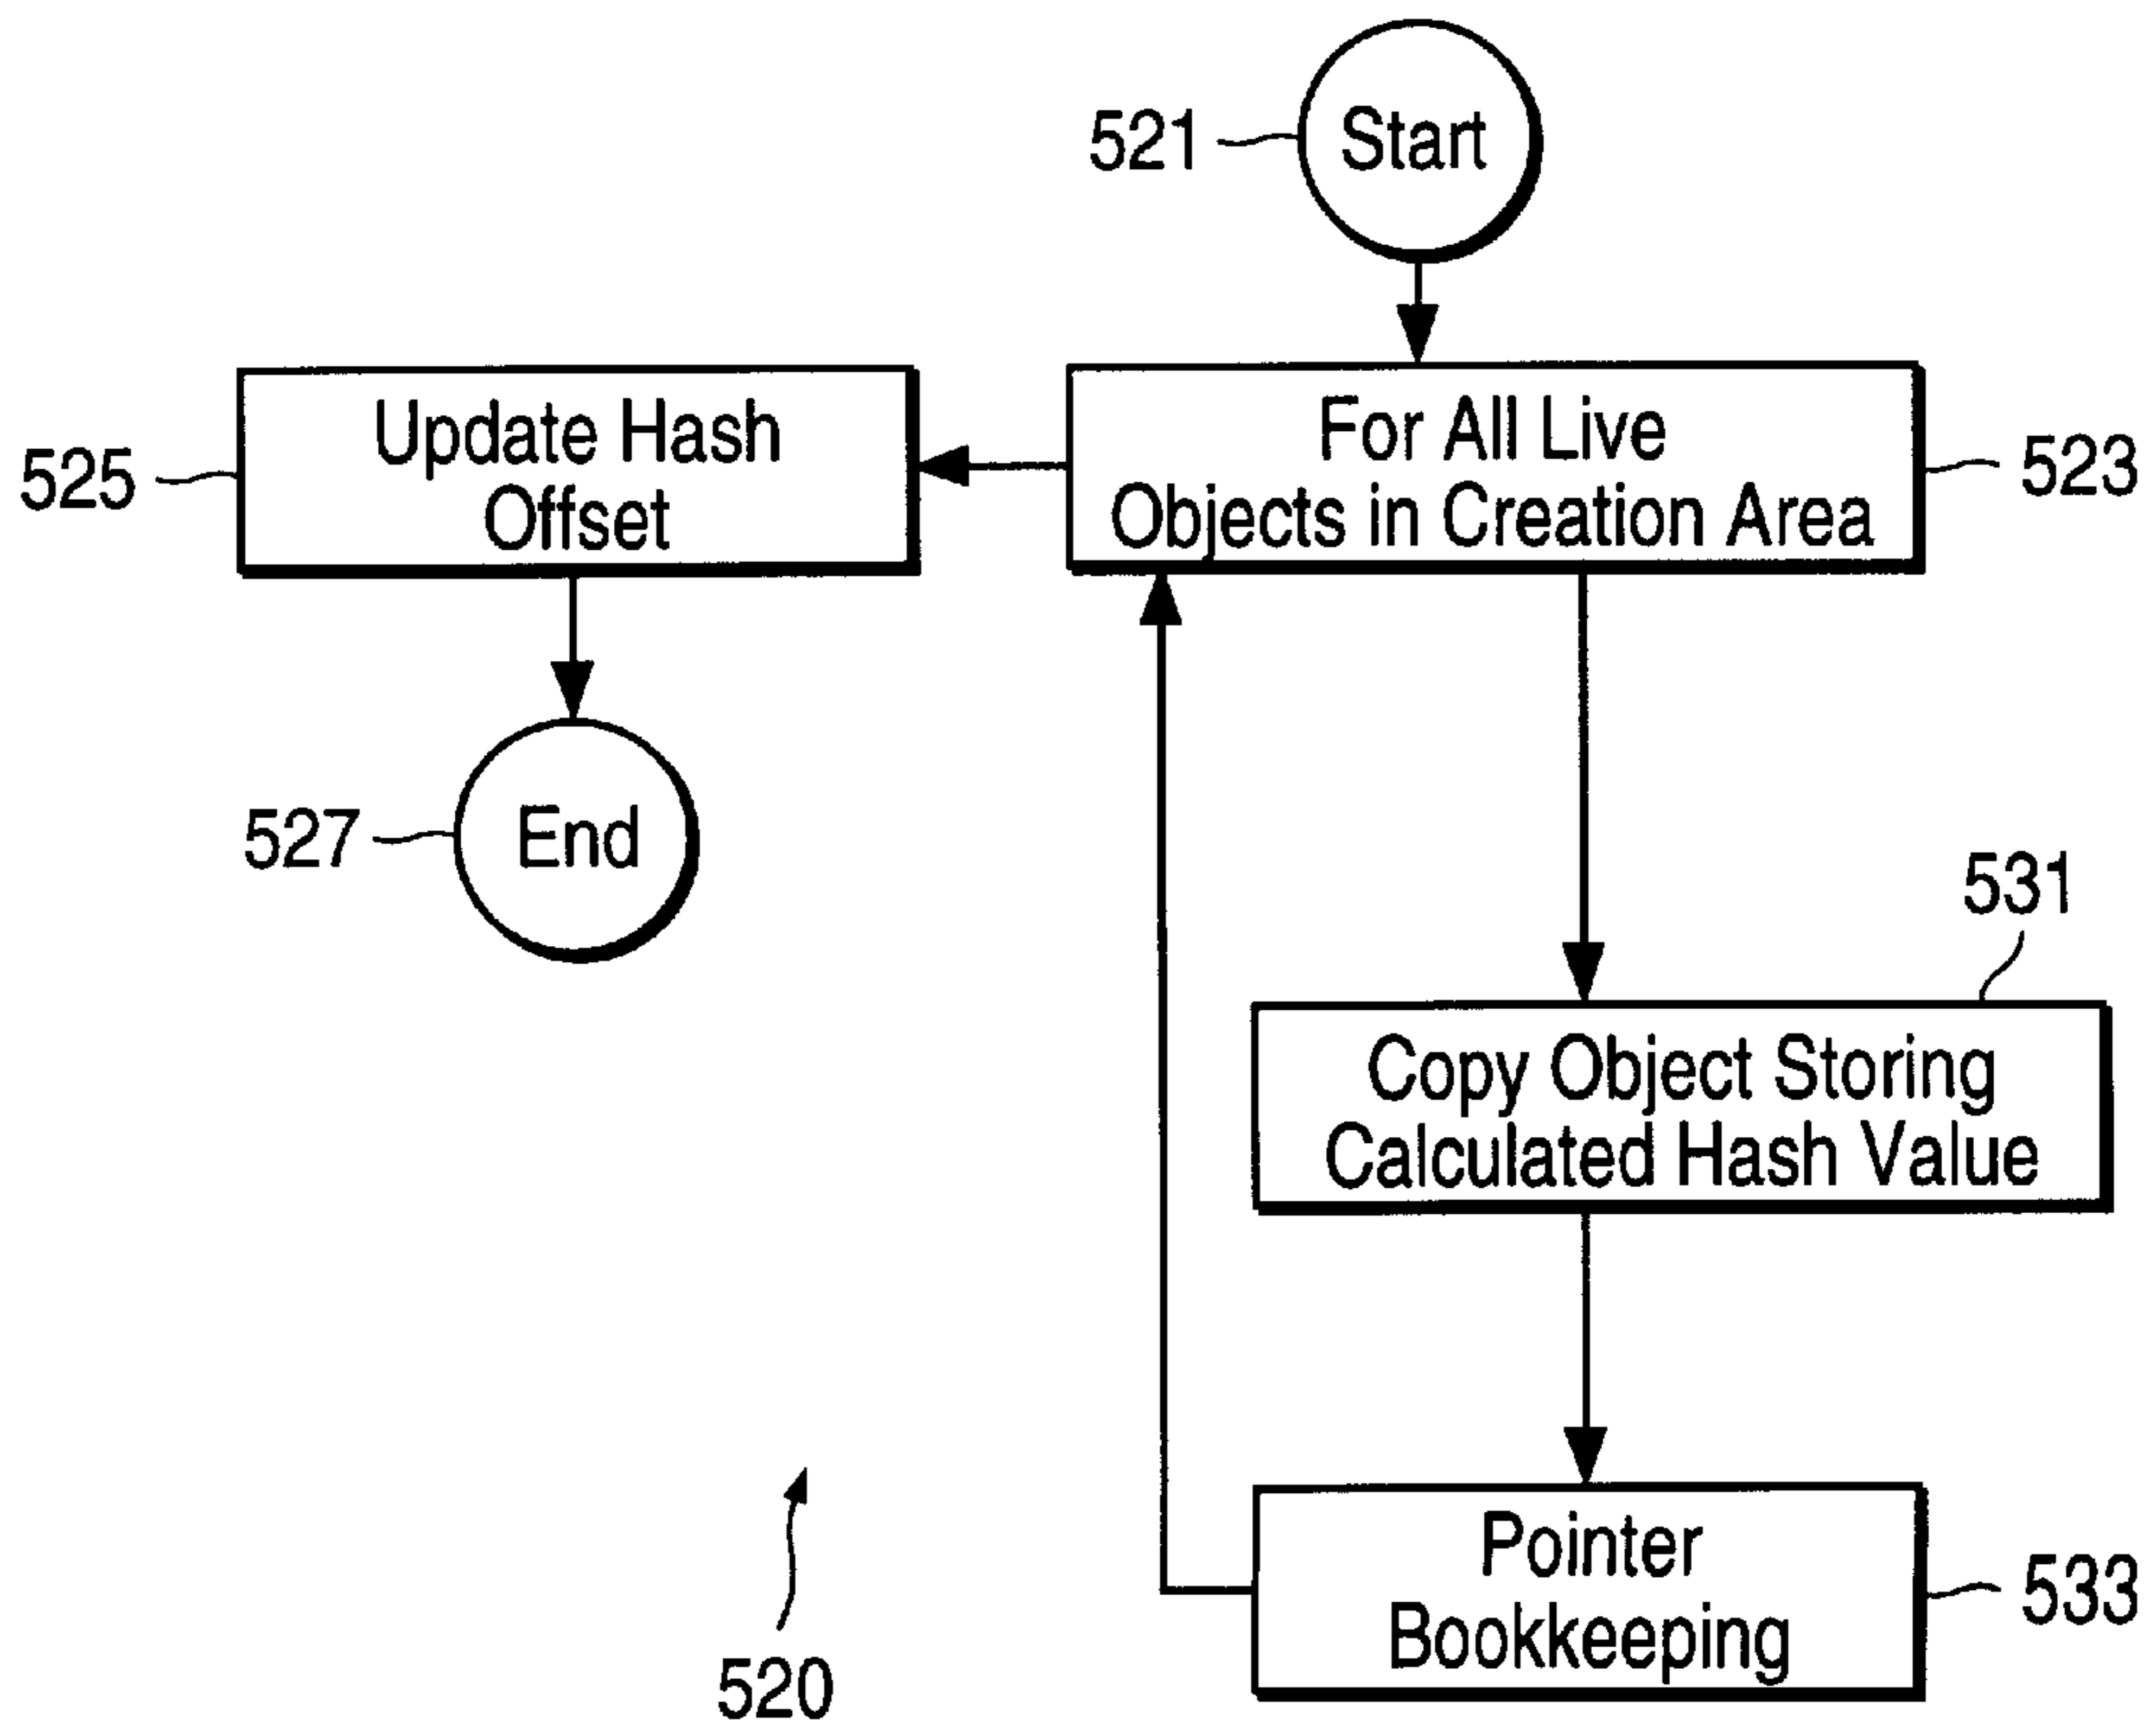 521
Start
Update Hash
Offset
525
For All Live
Objects in Creation Area
523
527
End
531
Copy Object Storing
Calculated Hash Value
Pointer
Bookkeeping
533
520